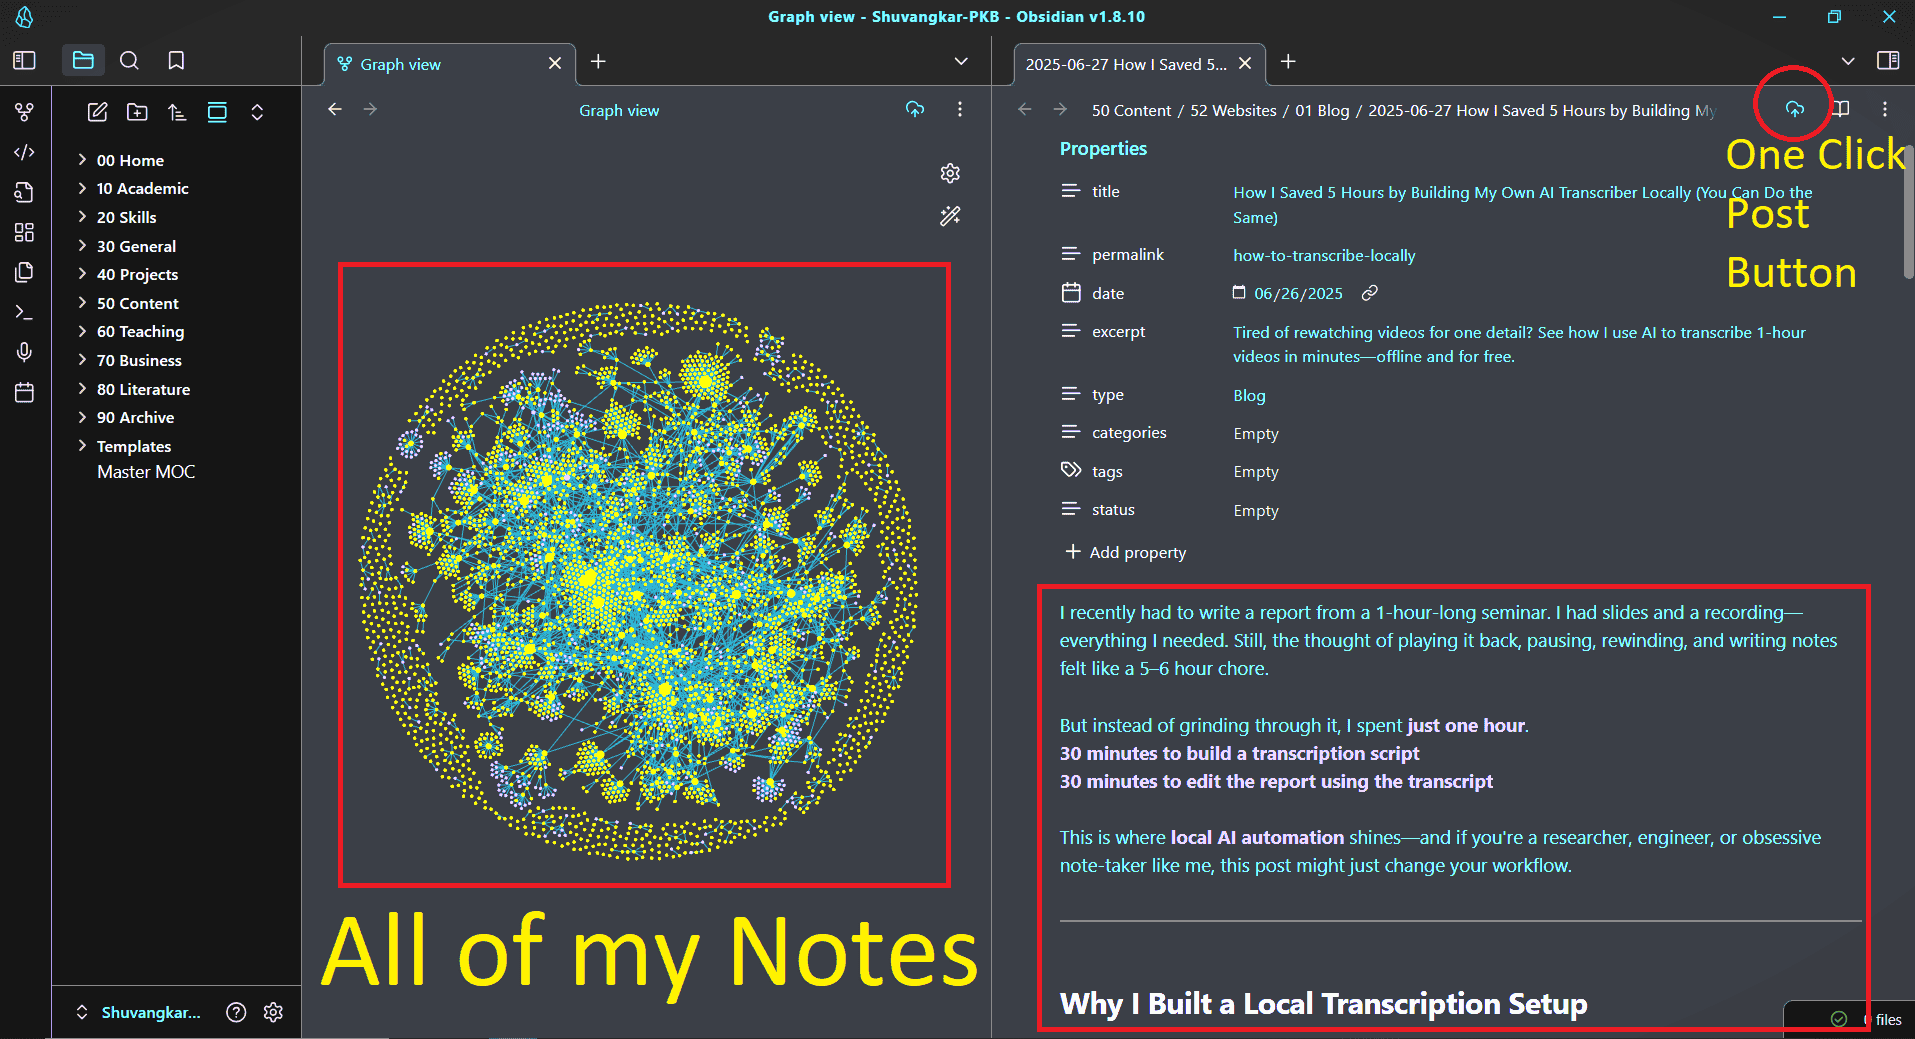 Graph view - Shuvangkar-PKB - Obsidian v1.8.10
Graph view
2025-06-27 How I Saved 5...
Graph view
50 Content / 52 Websites / 01 Blog / 2025-06-27 How I Saved 5 Hours by Building My
00 Home
10 Academic
20 Skills
30 General
40 Projects
50 Content
60 Teaching
70 Business
80 Literature
90 Archive
Templates
Master MOC
Shuvangkar...
All of my Notes
One Click
Post
Button
Properties
title
How I Saved 5 Hours by Building My Own AI Transcriber Locally (You Can Do the
Same)
permalink
how-to-transcribe-locally
date
06/26/2025
excerpt
Tired of rewatching videos for one detail? See how I use AI to transcribe 1-hour
videos in minutes—offline and for free.
type
Blog
categories
Empty
tags
Empty
status
Empty
Add property
I recently had to write a report from a 1-hour-long seminar. I had slides and a recording—
everything I needed. Still, the thought of playing it back, pausing, rewinding, and writing notes
felt like a 5–6 hour chore.
But instead of grinding through it, I spent just one hour.
30 minutes to build a transcription script
30 minutes to edit the report using the transcript
This is where local AI automation shines—and if you're a researcher, engineer, or obsessive
note-taker like me, this post might just change your workflow.
Why I Built a Local Transcription Setup
files